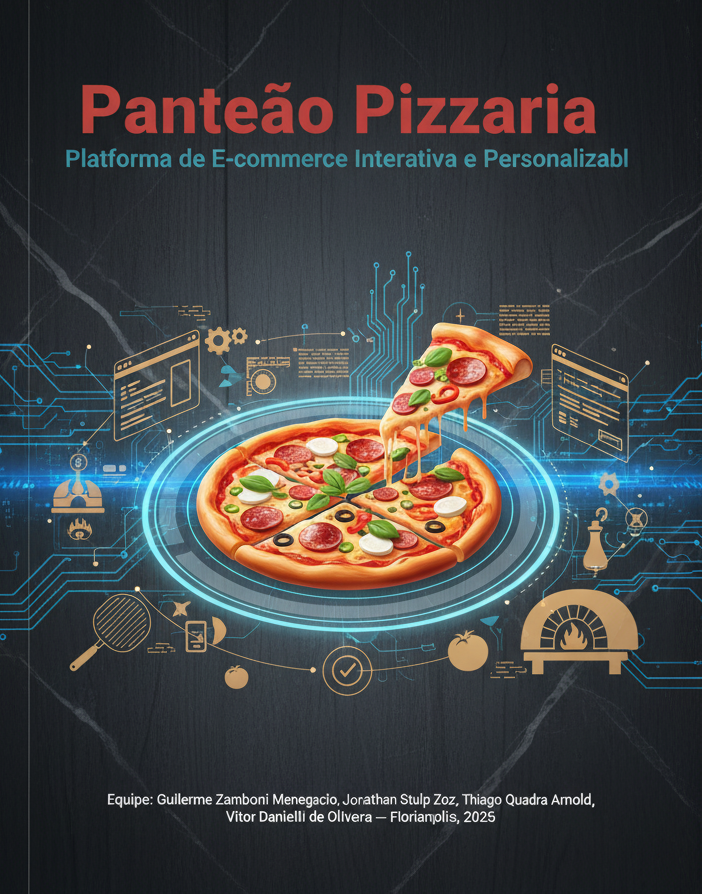 Panteão Pizzaria
Platforma de E-commerce Interativa e Personalizabl
Equipe: Gullerme Zamboni Menegacio, Jorathan Stulp Zoz, Thiago Quadra Arnold,
Vitor Danielli de Olivera — Florianplis, 2025